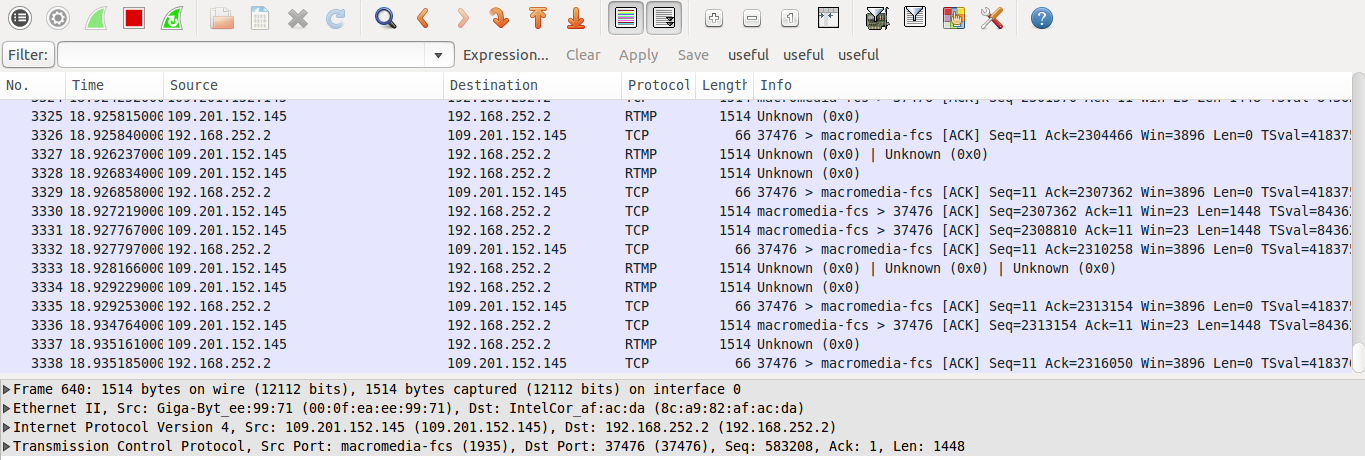 Filter: Expression... Clear Apply Save useful useful useful
No. Time Source Destination Protocol Length Info
3325 18.925815000 109.201.152.145 192.168.252.2 RTMP 1514 Unknown (0x0)
3326 18.925840000 192.168.252.2 109.201.152.145 TCP 66 37476 > macromedia-fcs [ACK] Seq=11 Ack=2304466 Win=3896 Len=0 TSval=418375
3327 18.926237000 109.201.152.145 192.168.252.2 RTMP 1514 Unknown (0x0) | Unknown (0x0)
3328 18.926834000 109.201.152.145 192.168.252.2 RTMP 1514 Unknown (0x0)
3329 18.926858000 192.168.252.2 109.201.152.145 TCP 66 37476 > macromedia-fcs [ACK] Seq=11 Ack=2307362 Win=3896 Len=0 TSval=418375
3330 18.927219000 109.201.152.145 192.168.252.2 TCP 1514 macromedia-fcs > 37476 [ACK] Seq=2307362 Ack=11 Win=23 Len=1448 TSval=84362
3331 18.927767000 109.201.152.145 192.168.252.2 TCP 1514 macromedia-fcs > 37476 [ACK] Seq=2308810 Ack=11 Win=23 Len=1448 TSval=84362
3332 18.927797000 192.168.252.2 109.201.152.145 TCP 66 37476 > macromedia-fcs [ACK] Seq=11 Ack=2310258 Win=3896 Len=0 TSval=418375
3333 18.928166000 109.201.152.145 192.168.252.2 RTMP 1514 Unknown (0x0) | Unknown (0x0) | Unknown (0x0)
3334 18.929229000 109.201.152.145 192.168.252.2 RTMP 1514 Unknown (0x0)
3335 18.929253000 192.168.252.2 109.201.152.145 TCP 66 37476 > macromedia-fcs [ACK] Seq=11 Ack=2313154 Win=3896 Len=0 TSval=418375
3336 18.934764000 109.201.152.145 192.168.252.2 TCP 1514 macromedia-fcs > 37476 [ACK] Seq=2313154 Ack=11 Win=23 Len=1448 TSval=84362
3337 18.935161000 109.201.152.145 192.168.252.2 RTMP 1514 Unknown (0x0)
3338 18.935185000 192.168.252.2 109.201.152.145 TCP 66 37476 > macromedia-fcs [ACK] Seq=11 Ack=2316050 Win=3896 Len=0 TSval=418376
Frame 640: 1514 bytes on wire (12112 bits), 1514 bytes captured (12112 bits) on interface 0
Ethernet II, Src: Giga-Byt_ee:99:71 (00:0f:ea:ee:99:71), Dst: IntelCor_af:ac:da (8c:a9:82:af:ac:da)
Internet Protocol Version 4, Src: 109.201.152.145 (109.201.152.145), Dst: 192.168.252.2 (192.168.252.2)
Transmission Control Protocol, Src Port: macromedia-fcs (1935), Dst Port: 37476 (37476), Seq: 583208, Ack: 1, Len: 1448